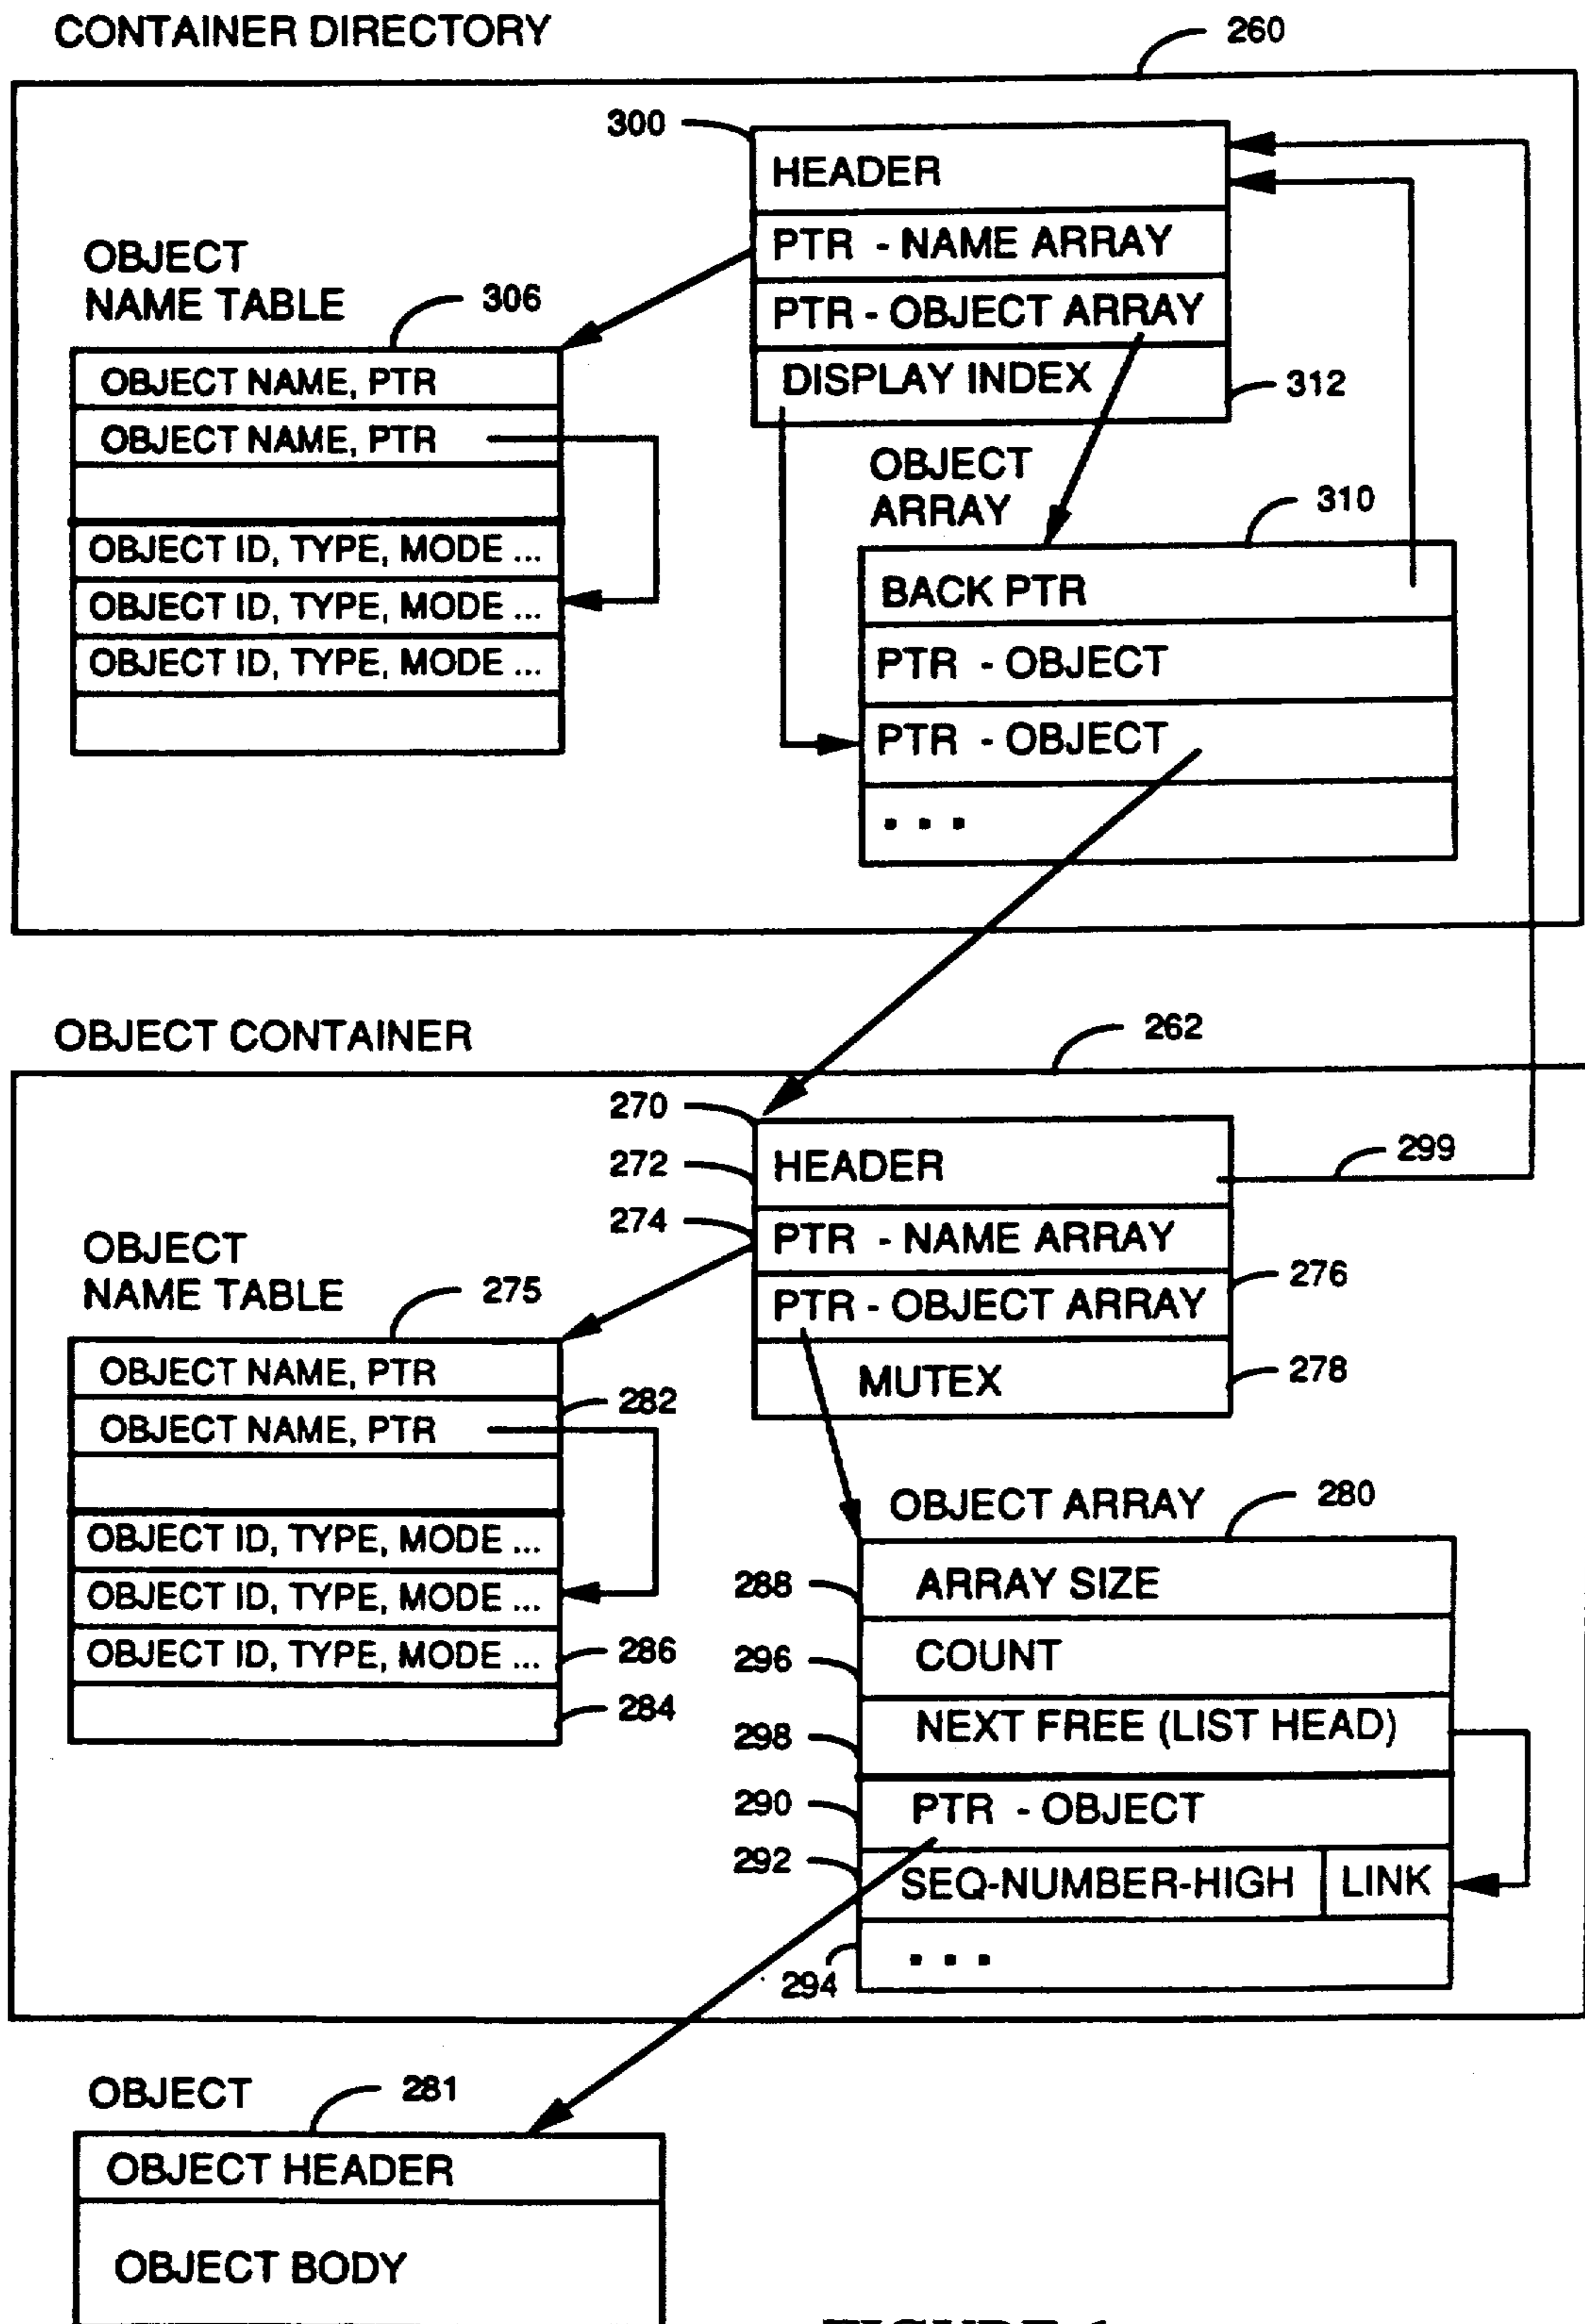 CONTAINER DIRECTORY
260
300
HEADER
PTR - NAME ARRAY
PTR - OBJECT ARRAY
DISPLAY INDEX
312
OBJECT
NAME TABLE
306
OBJECT NAME, PTR
OBJECT NAME, PTR
OBJECT ID, TYPE, MODE ...
OBJECT ID, TYPE, MODE ...
OBJECT ID, TYPE, MODE ...
OBJECT
ARRAY
310
BACK PTR
PTR - OBJECT
PTR - OBJECT
...
OBJECT CONTAINER
262
270
272
HEADER
299
274
PTR - NAME ARRAY
PTR - OBJECT ARRAY
276
MUTEX
278
OBJECT
NAME TABLE
275
OBJECT NAME, PTR
282
OBJECT NAME, PTR
OBJECT ID, TYPE, MODE ...
OBJECT ID, TYPE, MODE ...
OBJECT ID, TYPE, MODE ...
286
284
OBJECT ARRAY
280
288
ARRAY SIZE
296
COUNT
298
NEXT FREE (LIST HEAD)
290
PTR - OBJECT
292
SEQ-NUMBER-HIGH
LINK
294
...
OBJECT
281
OBJECT HEADER
OBJECT BODY